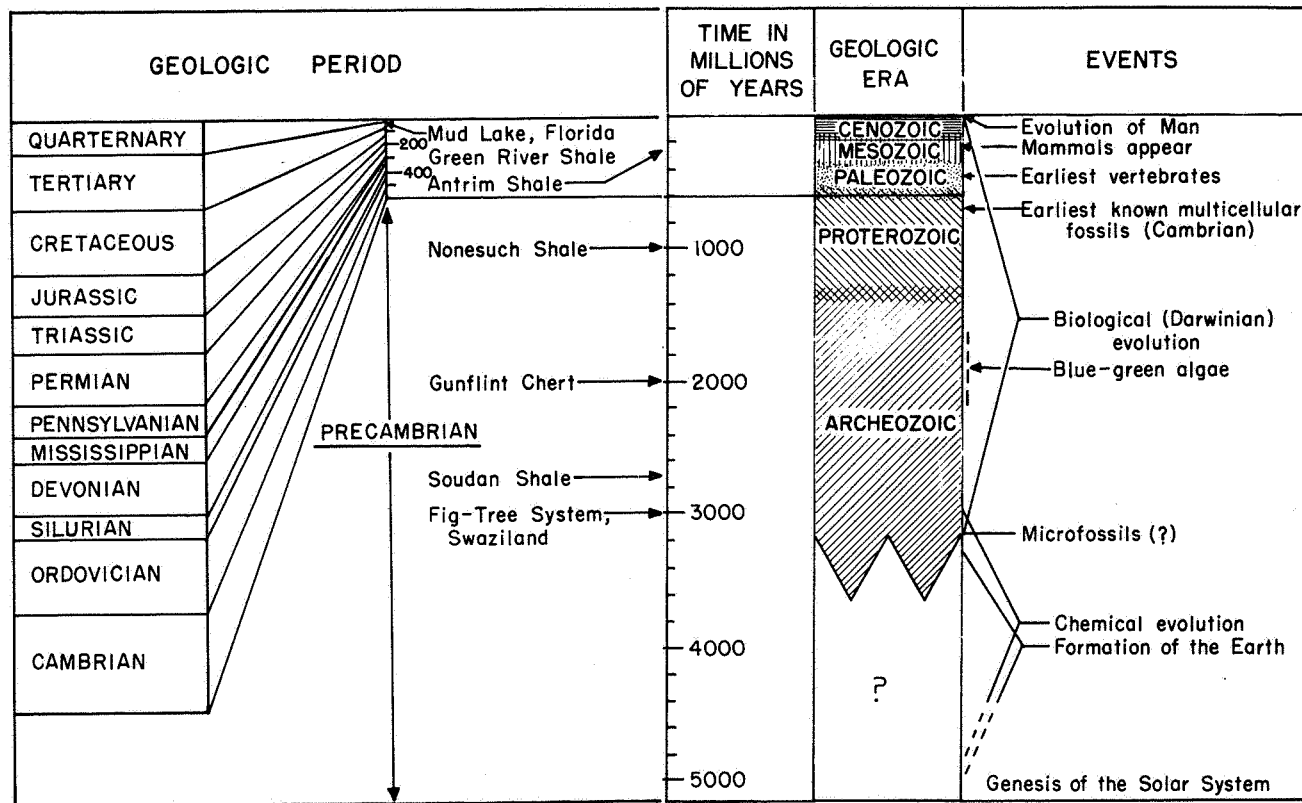 GEOLOGIC PERIOD
TIME IN
MILLIONS
OF YEARS
GEOLOGIC
ERA
EVENTS
QUARTERNARY
TERTIARY
CRETACEOUS
JURASSIC
TRIASSIC
PERMIAN
PENNSYLVANIAN
MISSISSIPPIAN
DEVONIAN
SILURIAN
ORDOVICIAN
CAMBRIAN
200
400
PRECAMBRIAN
Mud Lake, Florida
Green River Shale
Antrim Shale
Nonesuch Shale
Gunflint Chert
Soudan Shale
Fig-Tree System,
Swaziland
1000
2000
3000
4000
5000
CENOZOIC
MESOZOIC
PALEOZOIC
PROTEROZOIC
ARCHEOZOIC
?
Evolution of Man
Mammals appear
Earliest vertebrates
Earliest known multicellular
fossils (Cambrian)
Biological (Darwinian)
evolution
Blue-green algae
Microfossils (?)
Chemical evolution
Formation of the Earth
Genesis of the Solar System